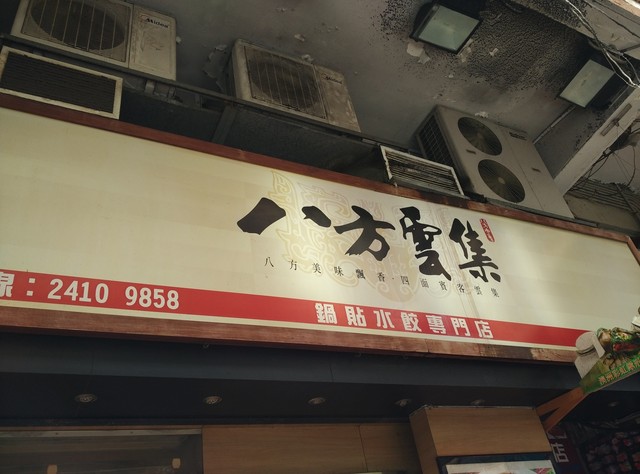 八方雲集
八方美味飄香 四面賓客雲集
線：2410 9858
鍋貼水餃專門店
店